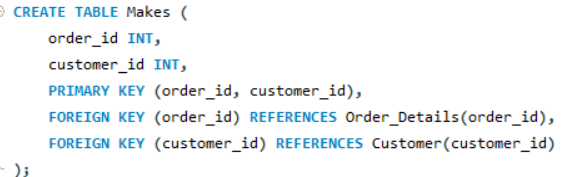 CREATE TABLE Makes (
order_id INT,
customer_id INT,
PRIMARY KEY (order_id, customer_id),
FOREIGN KEY (order_id) REFERENCES Order_Details(order_id),
FOREIGN KEY (customer_id) REFERENCES Customer(customer_id)
);